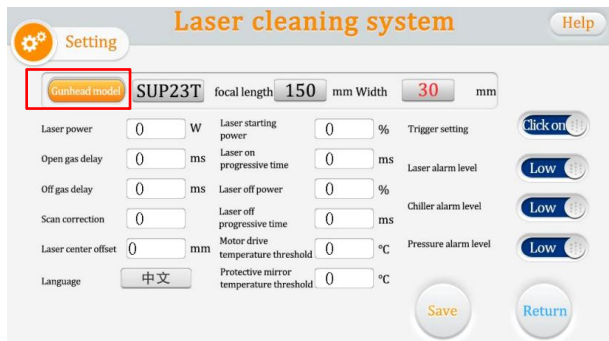 Laser cleaning system
Help
Setting
Gunhead model SUP23T focal length 150 mm Width 30 mm
Laser power 0 W Laser starting power 0 % Trigger setting Click on
Open gas delay 0 ms Laser on progressive time 0 ms Laser alarm level Low
Off gas delay 0 ms Laser off power 0 % Chiller alarm level Low
Scan correction 0 Laser off progressive time 0 ms
Laser center offset 0 mm Motor drive temperature threshold 0 °C Pressure alarm level Low
Language 中文 Protective mirror temperature threshold 0 °C
Save Return